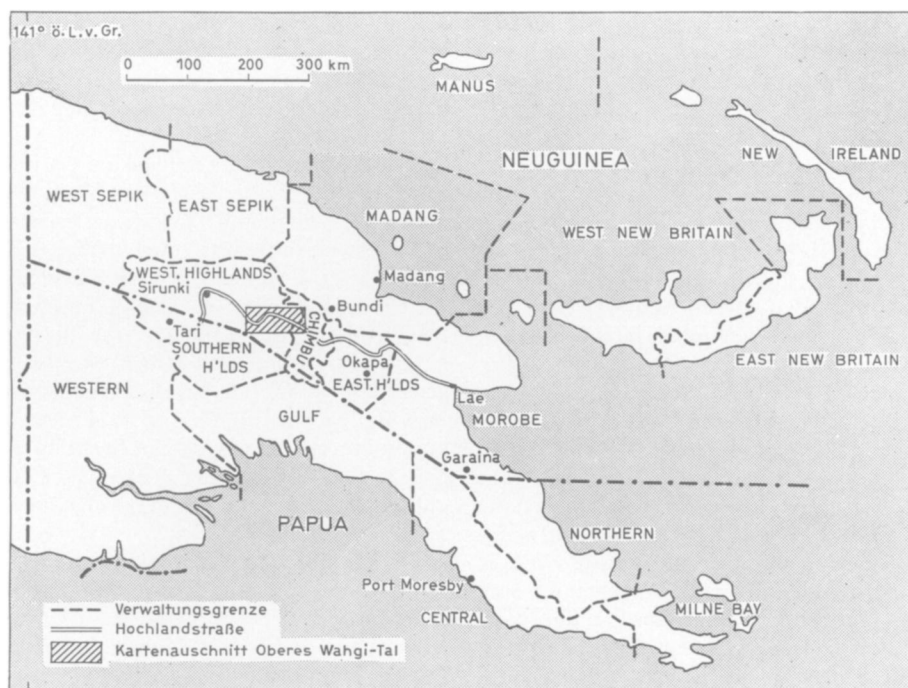 141° ö.L.v.Gr.
0 100 200 300 km
MANUS
NEUGUINEA
NEW IRELAND
WEST SEPIK
EAST SEPIK
MADANG
WEST NEW BRITAIN
Madang
WEST. HIGHLANDS
Sirunki
Bundi
CHIMBU
Tari
SOUTHERN
H'LDS
Okapa
EAST. H'LDS
EAST NEW BRITAIN
WESTERN
Lae
GULF
MOROBE
Garaina
PAPUA
NORTHERN
Port Moresby
CENTRAL
MILNE BAY
Verwaltungsgrenze
Hochlandstraße
Kartenauschnitt Oberes Wahgi-Tal